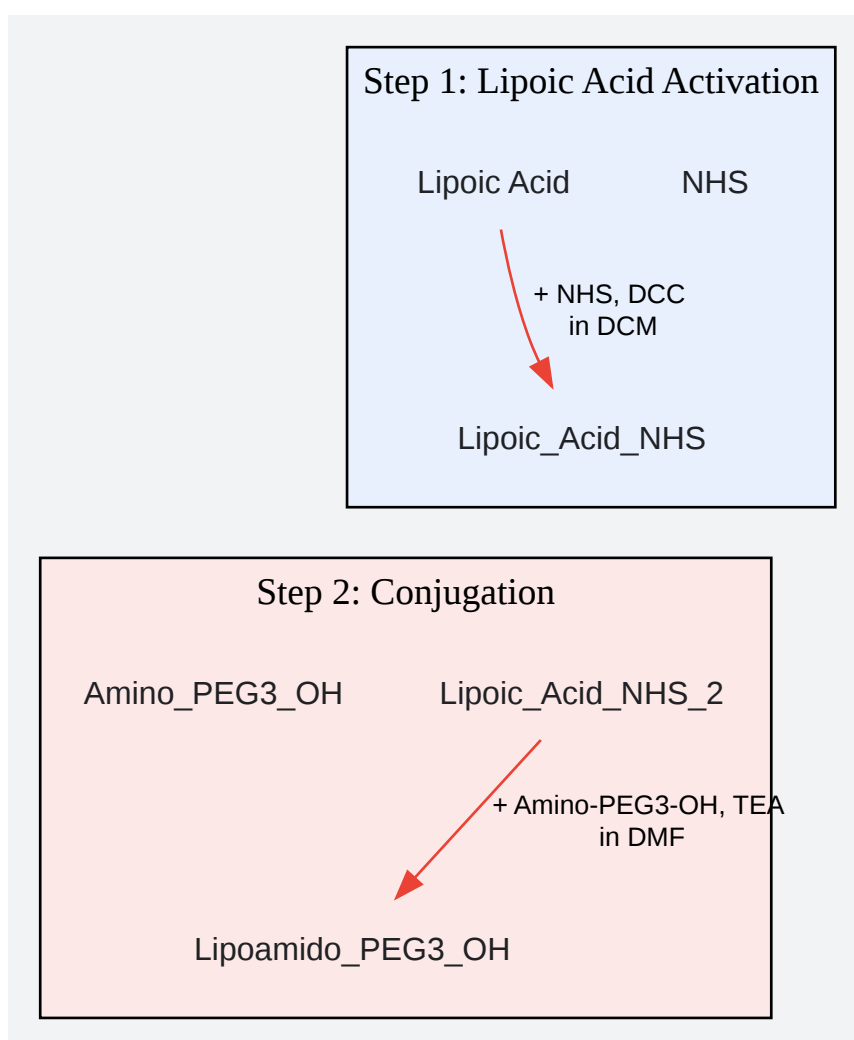 Step 1: Lipoic Acid Activation
Lipoic Acid
NHS
+ NHS, DCC
in DCM
Lipoic_Acid_NHS
Step 2: Conjugation
Amino_PEG3_OH
Lipoic_Acid_NHS_2
+ Amino-PEG3-OH, TEA
in DMF
Lipoamido_PEG3_OH